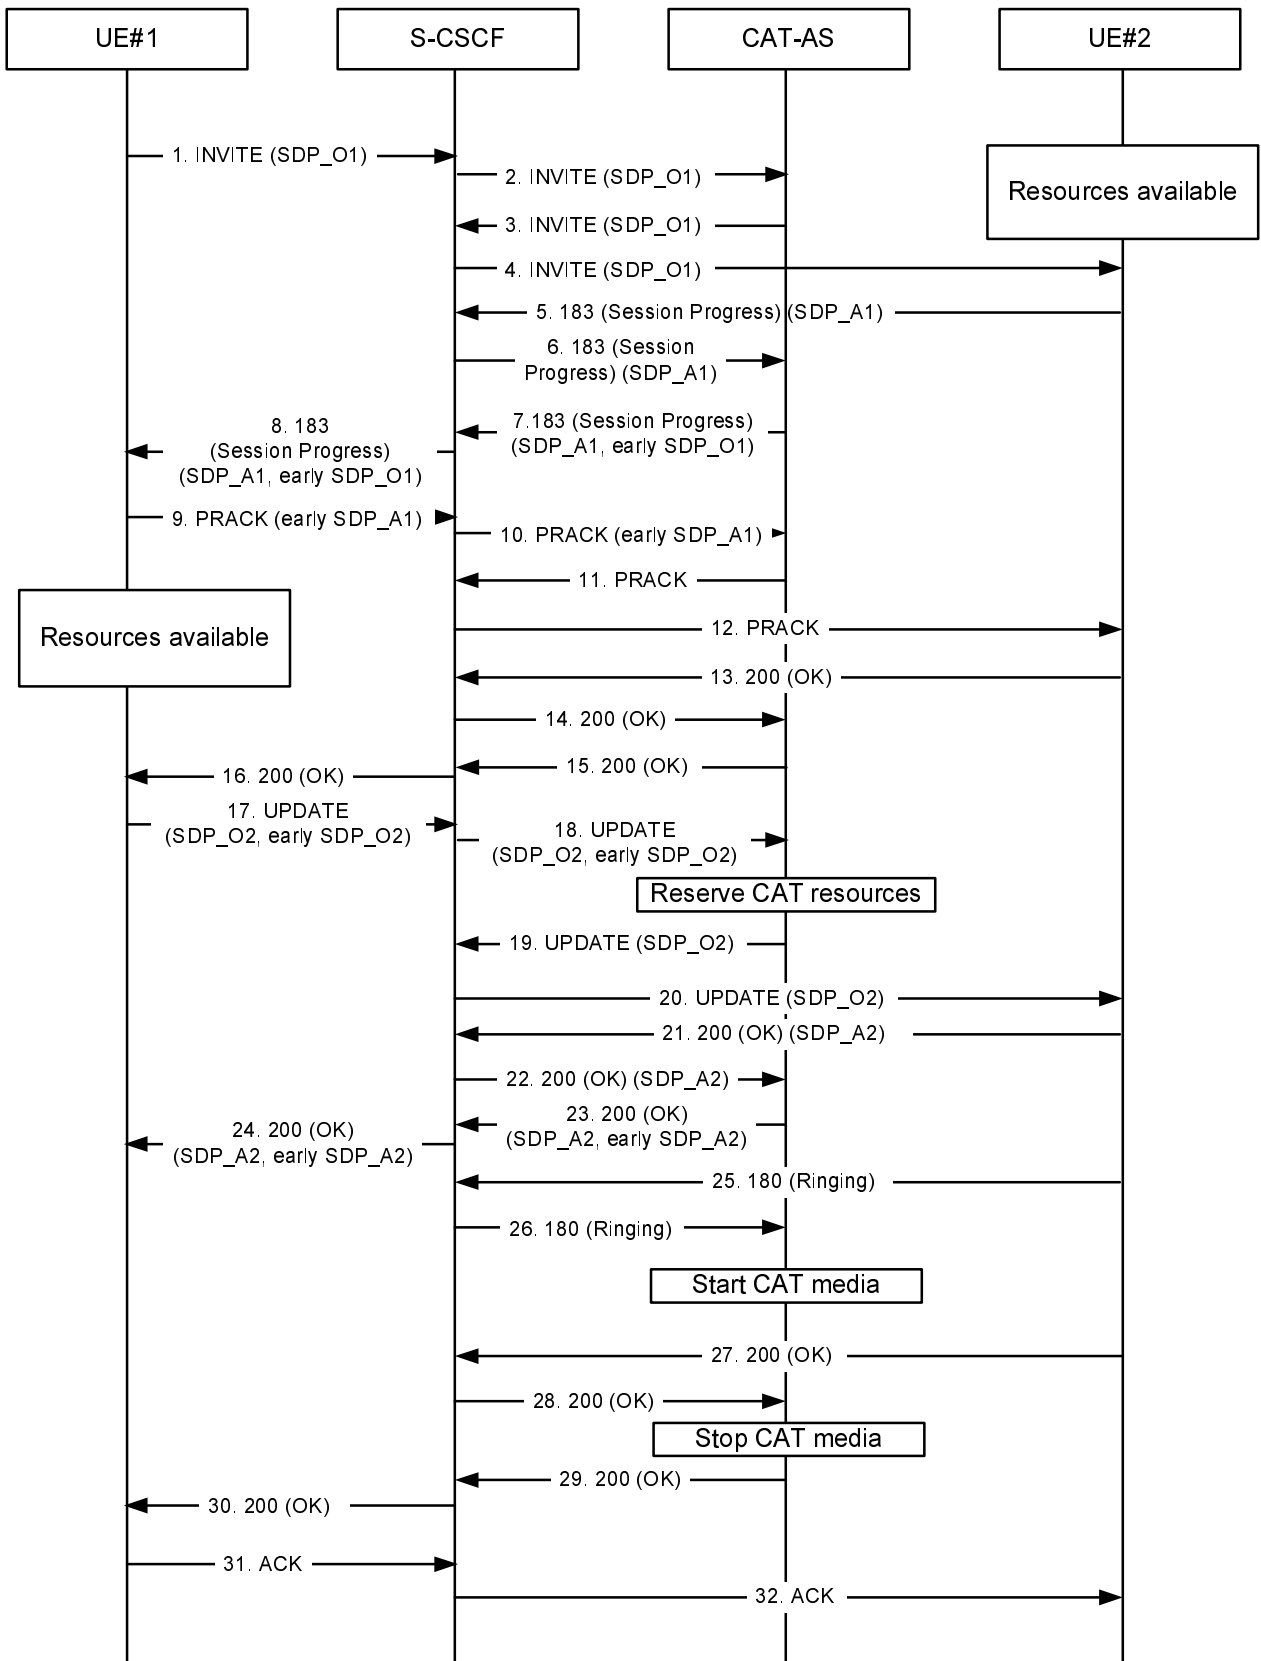 UE#1
S-CSCF
CAT-AS
UE#2
1. INVITE (SDP_O1)
2. INVITE (SDP_O1)
Resources available
3. INVITE (SDP_O1)
4. INVITE (SDP_O1)
5. 183 (Session Progress) (SDP_A1)
6. 183 (Session
Progress) (SDP_A1)
7.183 (Session Progress)
(SDP_A1, early SDP_O1)
8. 183
(Session Progress)
(SDP_A1, early SDP_O1)
9. PRACK (early SDP_A1)
10. PRACK (early SDP_A1)
11. PRACK
Resources available
12. PRACK
13. 200 (OK)
14. 200 (OK)
15. 200 (OK)
16. 200 (OK)
17. UPDATE
(SDP_O2, early SDP_O2)
18. UPDATE
(SDP_O2, early SDP_O2)
Reserve CAT resources
19. UPDATE (SDP_O2)
20. UPDATE (SDP_O2)
21. 200 (OK) (SDP_A2)
22. 200 (OK) (SDP_A2)
23. 200 (OK)
(SDP_A2, early SDP_A2)
24. 200 (OK)
(SDP_A2, early SDP_A2)
25. 180 (Ringing)
26. 180 (Ringing)
Start CAT media
27. 200 (OK)
28. 200 (OK)
Stop CAT media
29. 200 (OK)
30. 200 (OK)
31. ACK
32. ACK